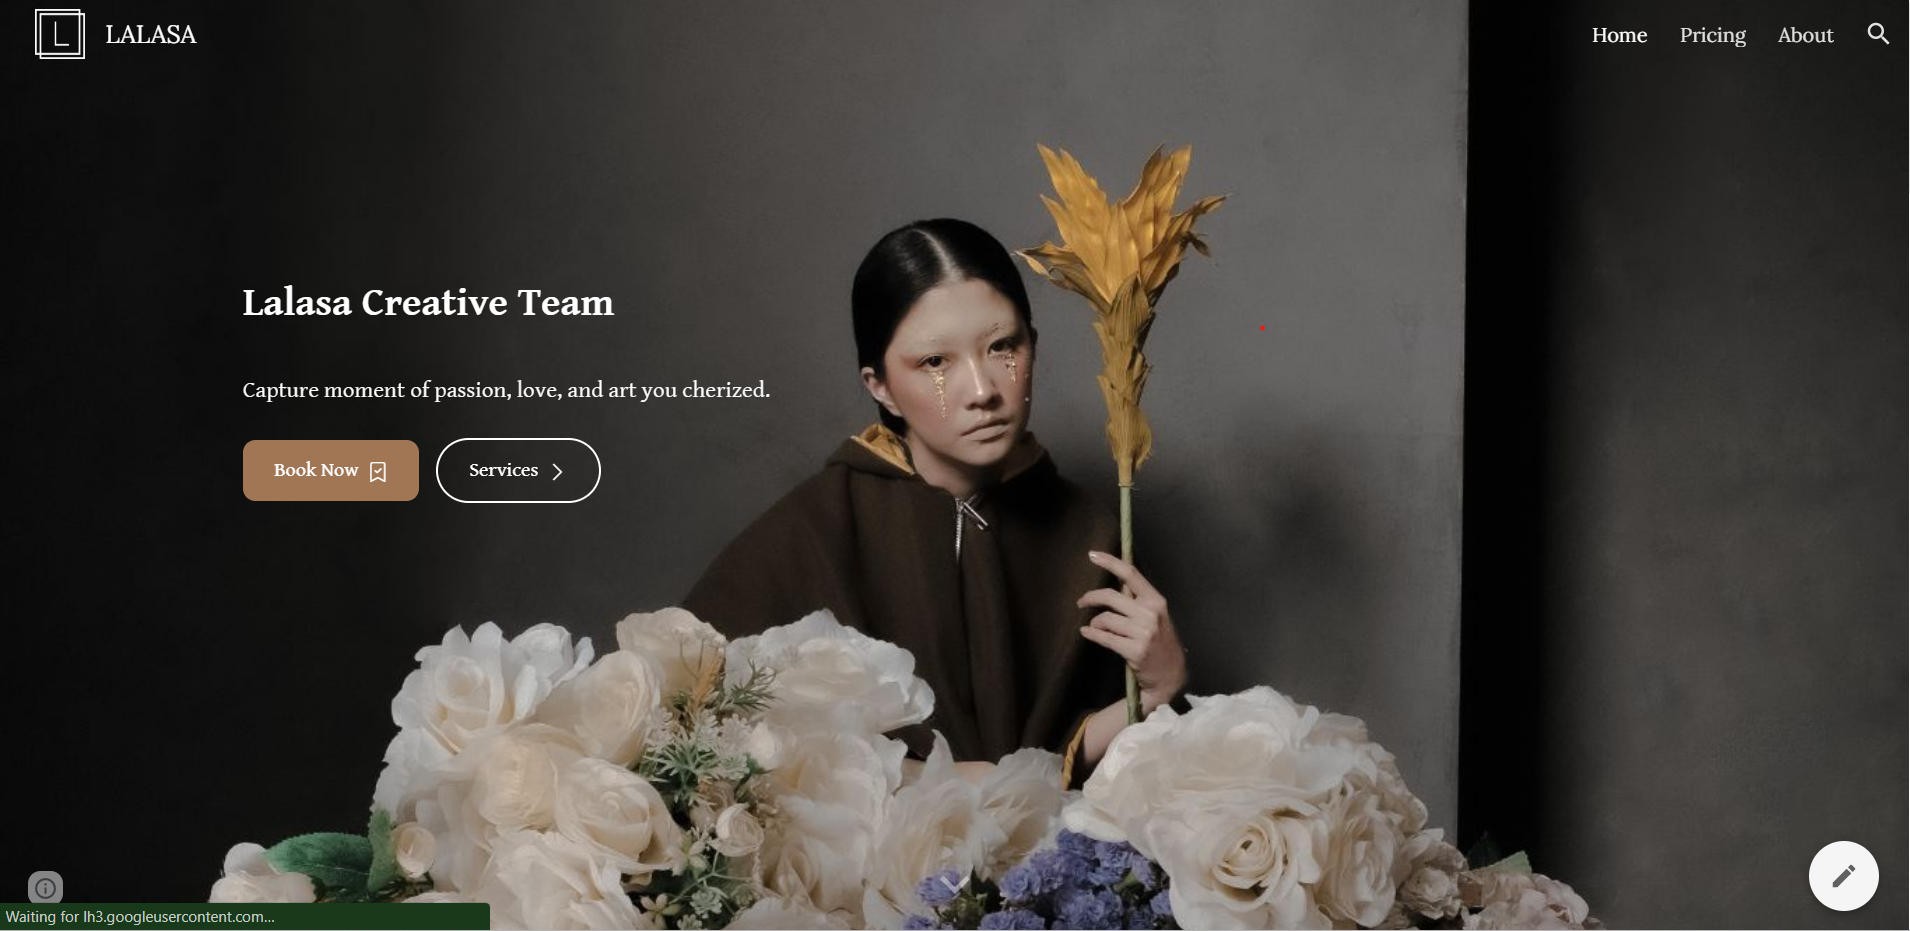 L
LALASA
Home
Pricing
About
Lalasa Creative Team
Capture moment of passion, love, and art you cherized.
Book Now
Services
Waiting for lh3.googleusercontent.com...